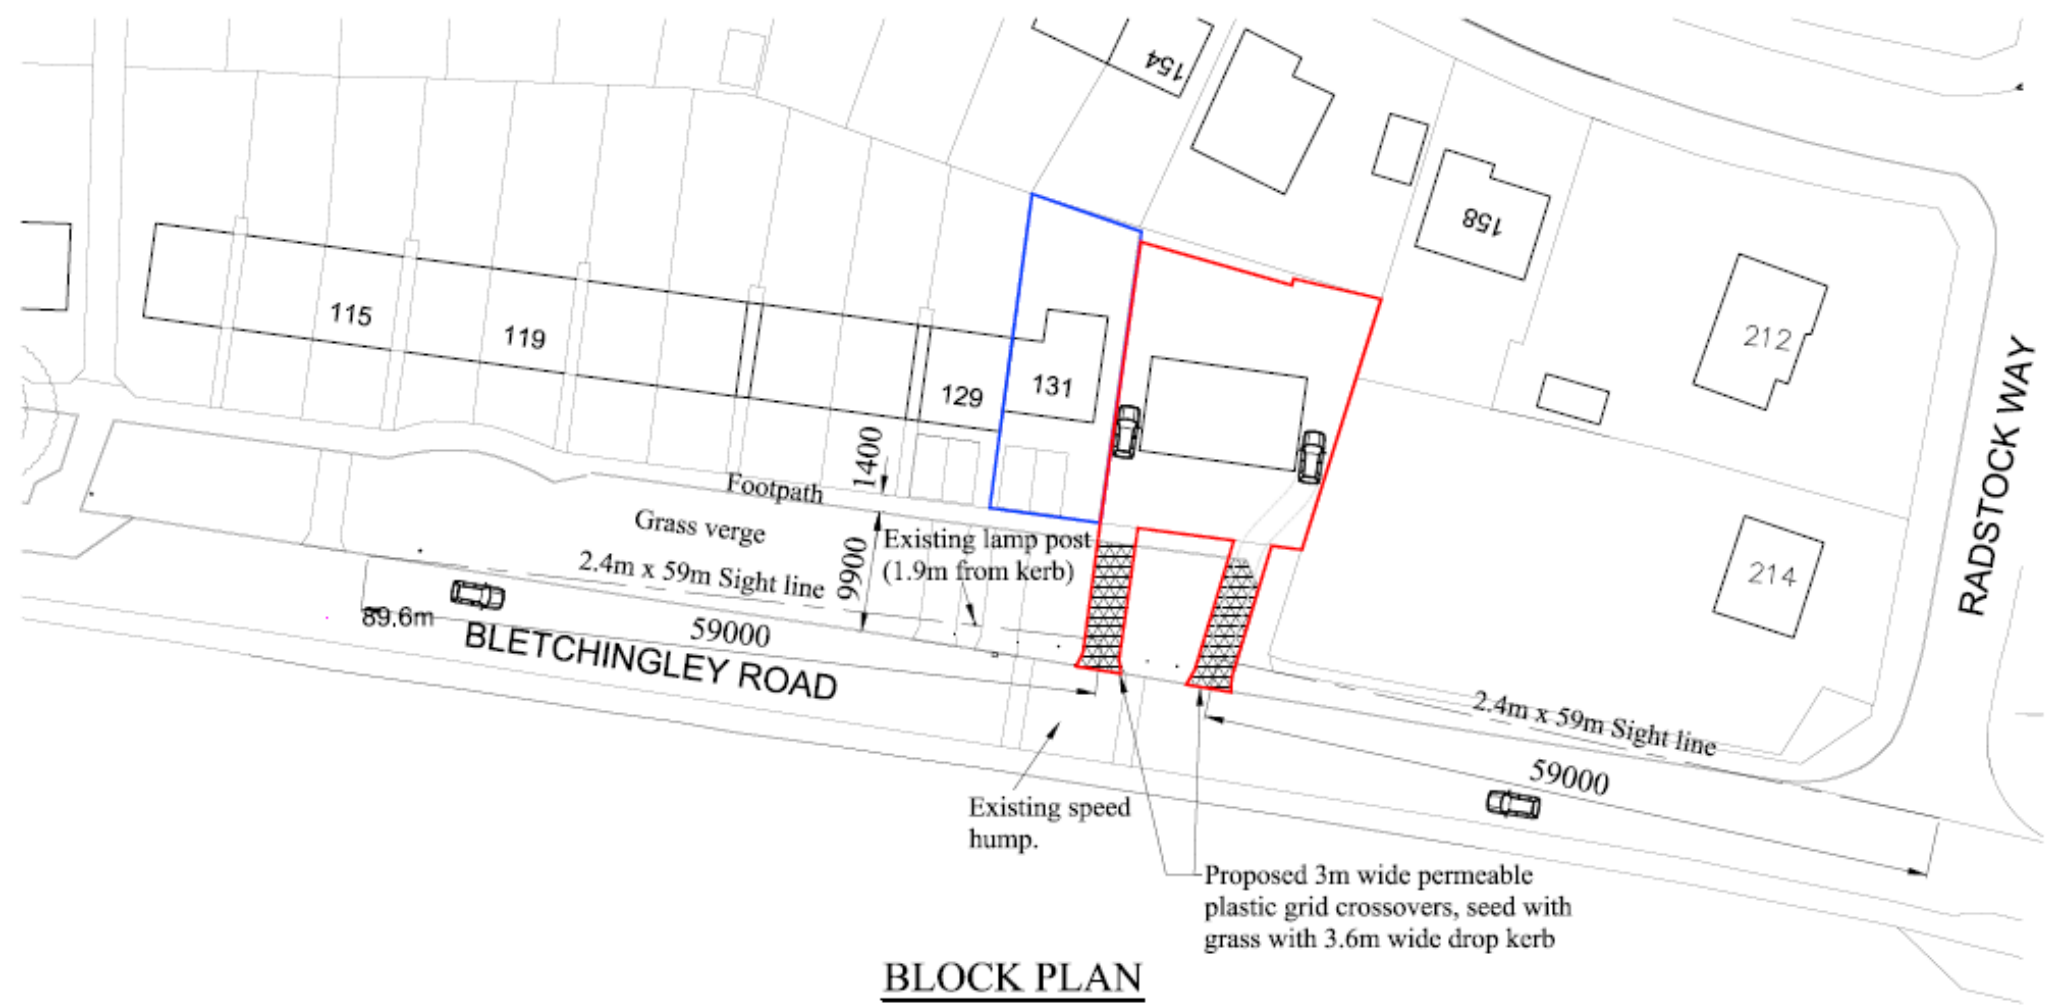 154
158
212
115
119
129
131
RADSTOCK WAY
1400
Footpath
Grass verge
9900
Existing lamp post
(1.9m from kerb)
2.4m x 59m Sight line
214
89.6m
59000
BLETCHINGLEY ROAD
2.4m x 59m Sight line
59000
Existing speed
hump.
Proposed 3m wide permeable
plastic grid crossovers, seed with
grass with 3.6m wide drop kerb
BLOCK PLAN